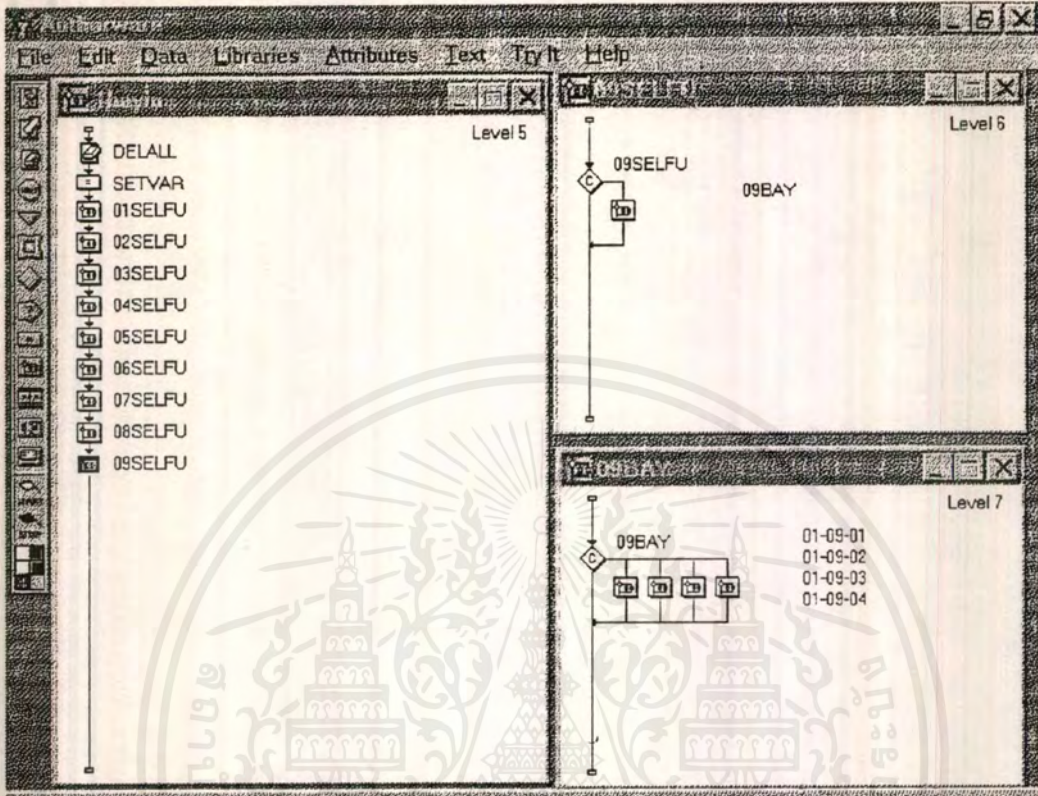 Authorware
File Edit Data Libraries Attributes Text Try It Help
Level 5
DELALL
SETVAR
01SELFU
02SELFU
03SELFU
04SELFU
05SELFU
06SELFU
07SELFU
08SELFU
09SELFU
09SELFU
Level 6
09SELFU
09BAY
09BAY
Level 7
09BAY
01-09-01
01-09-02
01-09-03
01-09-04